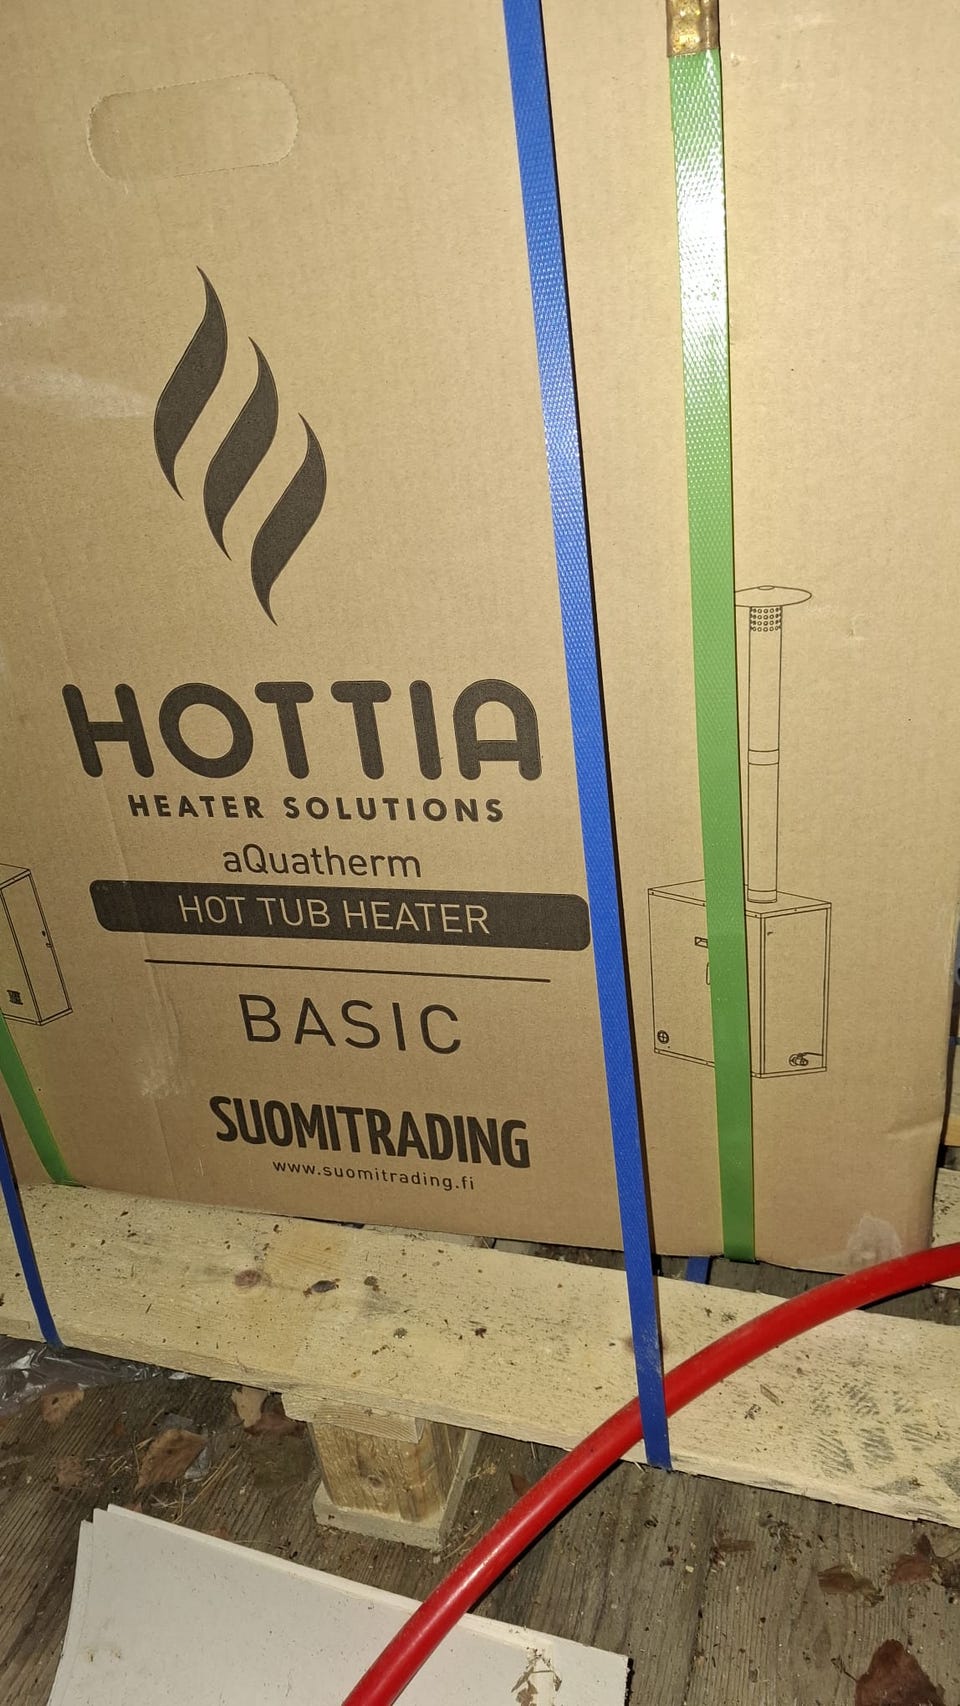 HOTTIA
HEATER SOLUTIONS
aQuatherm
HOT TUB HEATER
BASIC
SUOMITRADING
www.suomitrading.fi